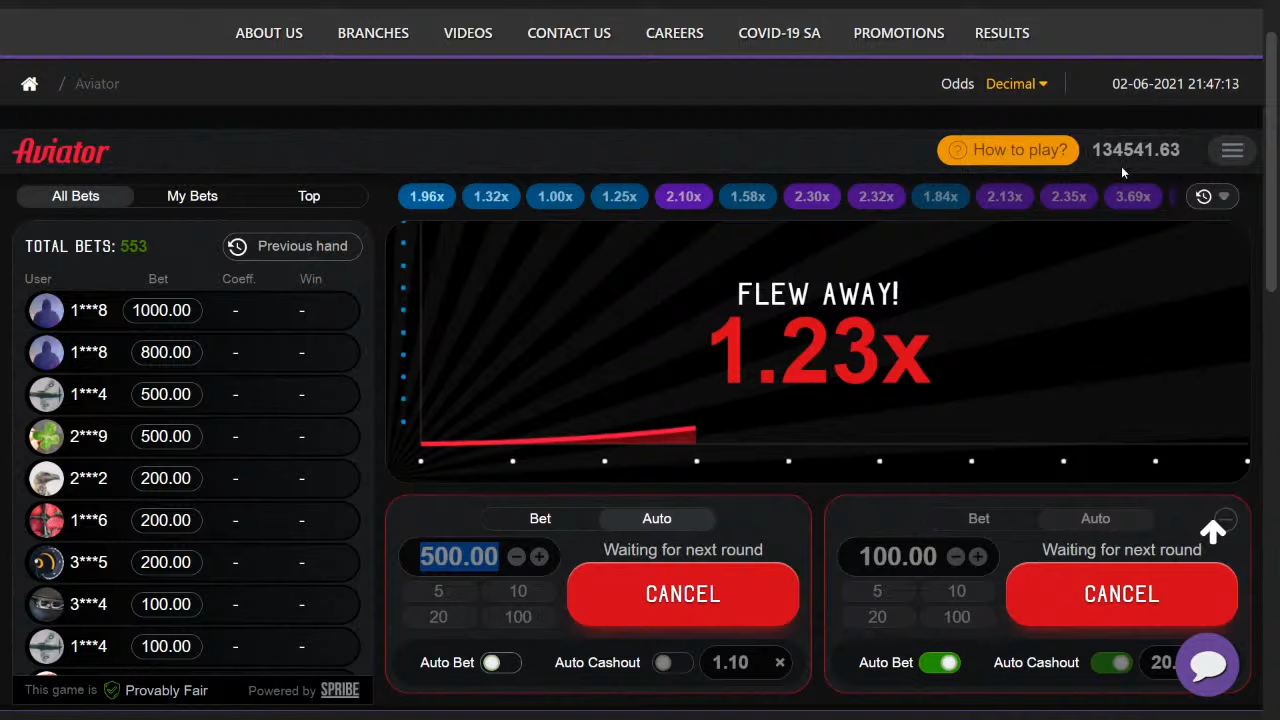 ABOUT US BRANCHES VIDEOS CONTACT US CAREERS COVID-19 SA PROMOTIONS RESULTS
/ Aviator Odds Decimal 02-06-2021 21:47:13
Aviator ? How to play? 134541.63
All Bets My Bets Top
1.96x 1.32x 1.00x 1.25x 2.10x 1.58x 2.30x 2.32x 1.84x 2.13x 2.35x 3.69x
TOTAL BETS: 553 Previous hand
User Bet Coeff. Win
1***8 1000.00 - -
1***8 800.00 - -
1***4 500.00 - -
2***9 500.00 - -
2***2 200.00 - -
1***6 200.00 - -
3***5 200.00 - -
3***4 100.00 - -
1***4 100.00 - -
This game is Provably Fair Powered by SPRIBE
FLEW AWAY!
1.23x
Bet Auto
500.00 − +
Waiting for next round
5 10
20 100
CANCEL
Auto Bet Auto Cashout 1.10 ×
Bet Auto
100.00 − +
Waiting for next round
5 10
20 100
CANCEL
Auto Bet Auto Cashout 20.